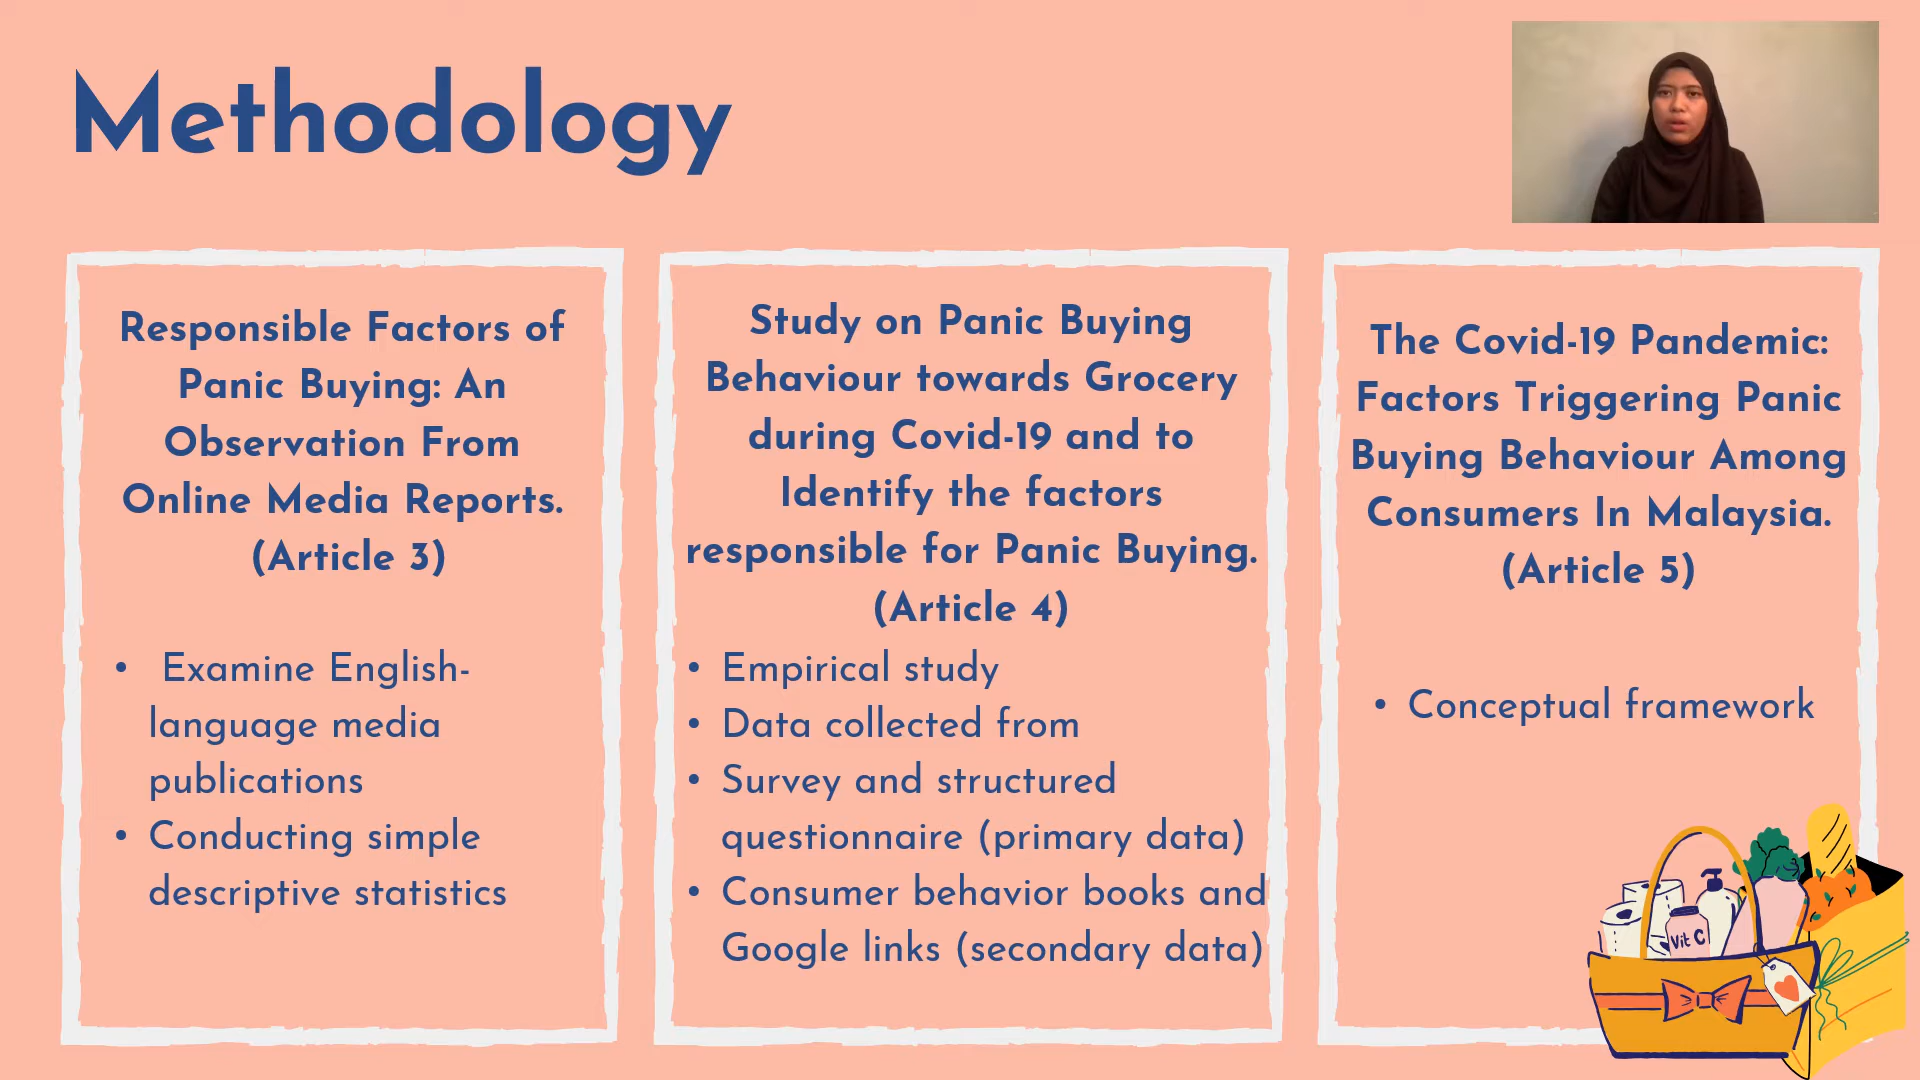 Methodology
Responsible Factors of
Panic Buying: An
Observation From
Online Media Reports.
(Article 3)
• Examine English-
language media
publications
• Conducting simple
descriptive statistics
Study on Panic Buying
Behaviour towards Grocery
during Covid-19 and to
Identify the factors
responsible for Panic Buying.
(Article 4)
• Empirical study
• Data collected from
• Survey and structured
questionnaire (primary data)
• Consumer behavior books and
Google links (secondary data)
The Covid-19 Pandemic:
Factors Triggering Panic
Buying Behaviour Among
Consumers In Malaysia.
(Article 5)
• Conceptual framework
Vit C